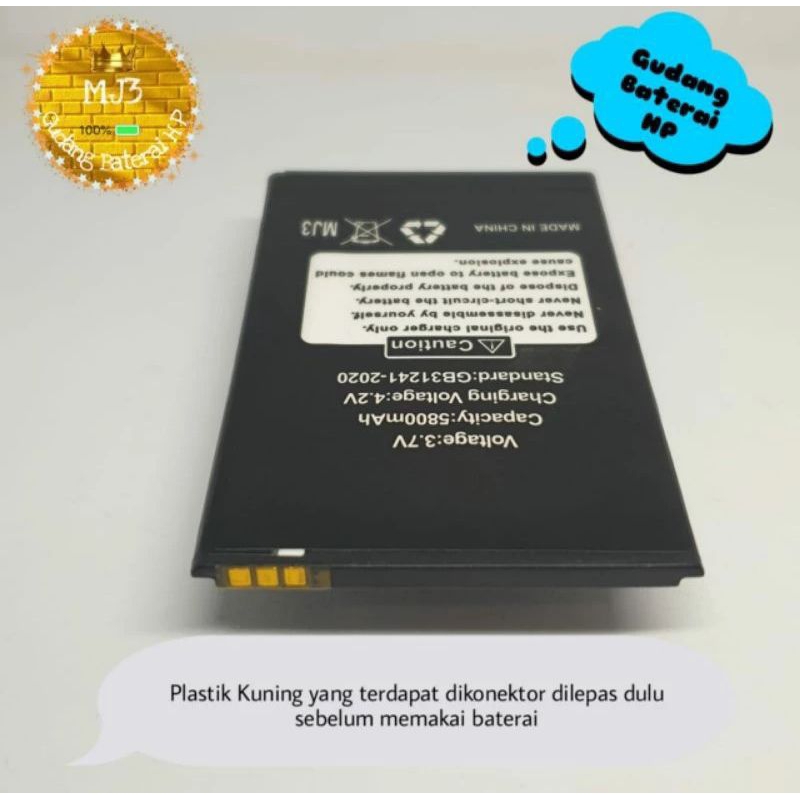 MJ3
100%
Gudang Baterai HP
Gudang
Baterai
HP
Voltage:3.7V
Capacity:5800mAh
Charging Voltage:4.2V
Standard:GB31241-2020
Caution
Use the original charger only.
Never disassemble by yourself.
Never short-circuit the battery.
Dispose of the battery properly.
Expose battery to open flames could
cause explosion.
MADE IN CHINA
MJ3
Plastik Kuning yang terdapat dikonektor dilepas dulu
sebelum memakai baterai